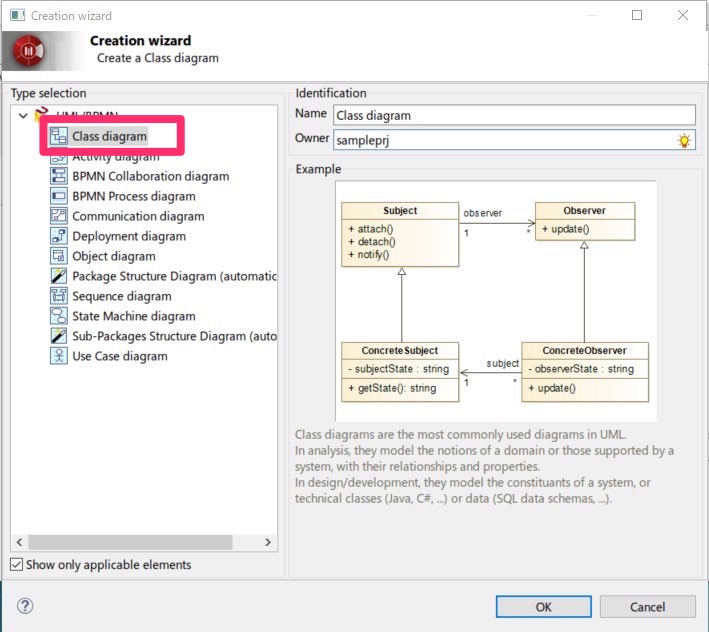 Creation wizard
Creation wizard
Create a Class diagram
Type selection
UML/BPMN
Class diagram
Activity diagram
BPMN Collaboration diagram
BPMN Process diagram
Communication diagram
Deployment diagram
Object diagram
Package Structure Diagram (automatic
Sequence diagram
State Machine diagram
Sub-Packages Structure Diagram (auto
Use Case diagram
Show only applicable elements
Identification
Name Class diagram
Owner sampleprj
Example
Subject
+ attach()
+ detach()
+ notify()
observer
1
*
Observer
+ update()
ConcreteSubject
- subjectState : string
+ getState(): string
subject
1
*
ConcreteObserver
- observerState : string
+ update()
Class diagrams are the most commonly used diagrams in UML.
In analysis, they model the notions of a domain or those supported by a
system, with their relationships and properties.
In design/development, they model the constituants of a system, or
technical classes (Java, C#, ...) or data (SQL data schemas, ...).
?
OK
Cancel